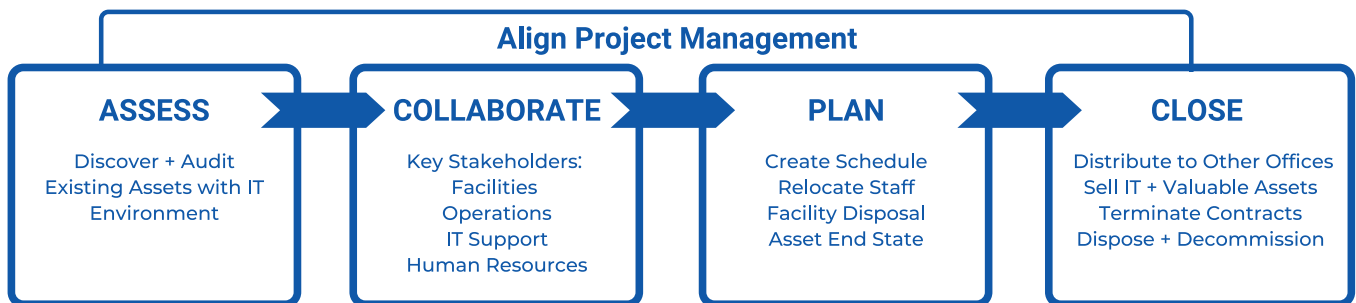 Align Project Management
ASSESS
Discover + Audit
Existing Assets with IT
Environment
COLLABORATE
Key Stakeholders:
Facilities
Operations
IT Support
Human Resources
PLAN
Create Schedule
Relocate Staff
Facility Disposal
Asset End State
CLOSE
Distribute to Other Offices
Sell IT + Valuable Assets
Terminate Contracts
Dispose + Decommission